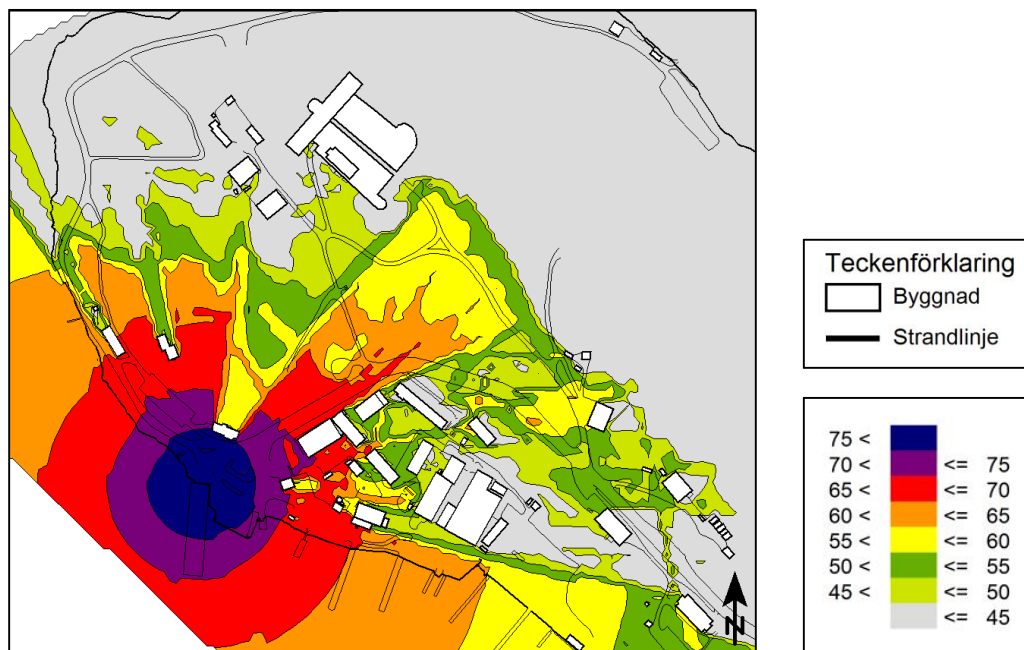 Teckenförklaring
Byggnad
Strandlinje
75 <
70 < <= 75
65 < <= 70
60 < <= 65
55 < <= 60
50 < <= 55
45 < <= 50
<= 45
N